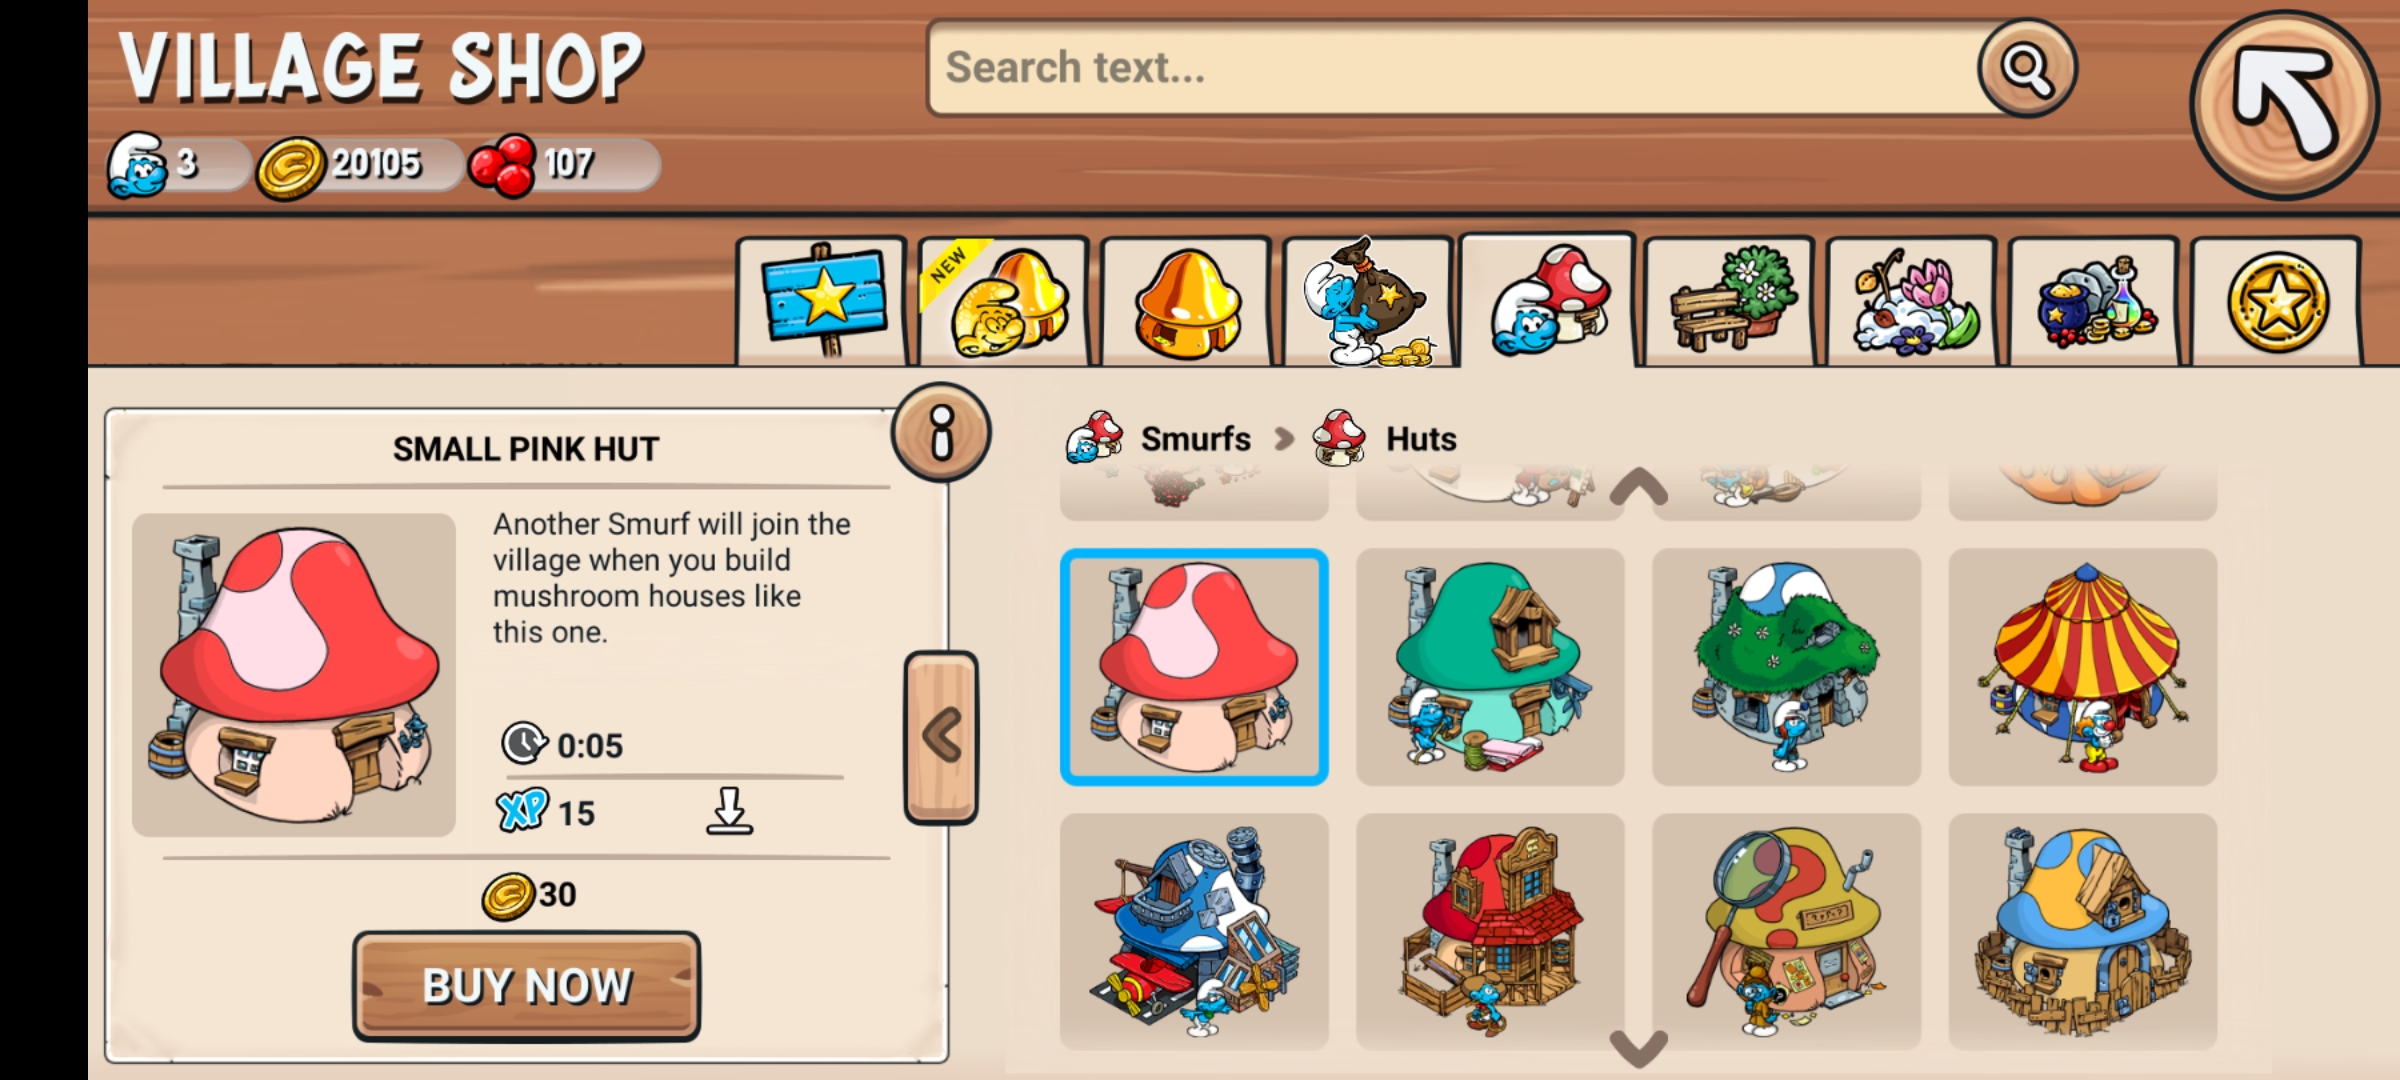 VILLAGE SHOP
Search text...
3
20105
107
NEW
SMALL PINK HUT
Another Smurf will join the
village when you build
mushroom houses like
this one.
0:05
XP 15
30
BUY NOW
Smurfs
Huts